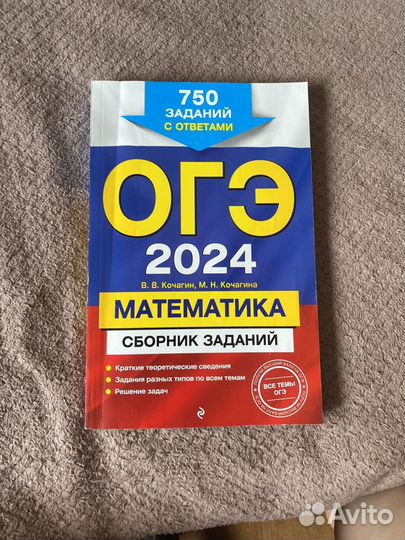 750
ЗАДАНИЙ
С ОТВЕТАМИ
ОГЭ
2024
В. В. Кочагин, М. Н. Кочагина
МАТЕМАТИКА
СБОРНИК ЗАДАНИЙ
• Краткие теоретические сведения
• Задания разных типов по всем темам
• Решение задач
ВСЕ ТЕМЫ
ОГЭ
Avito